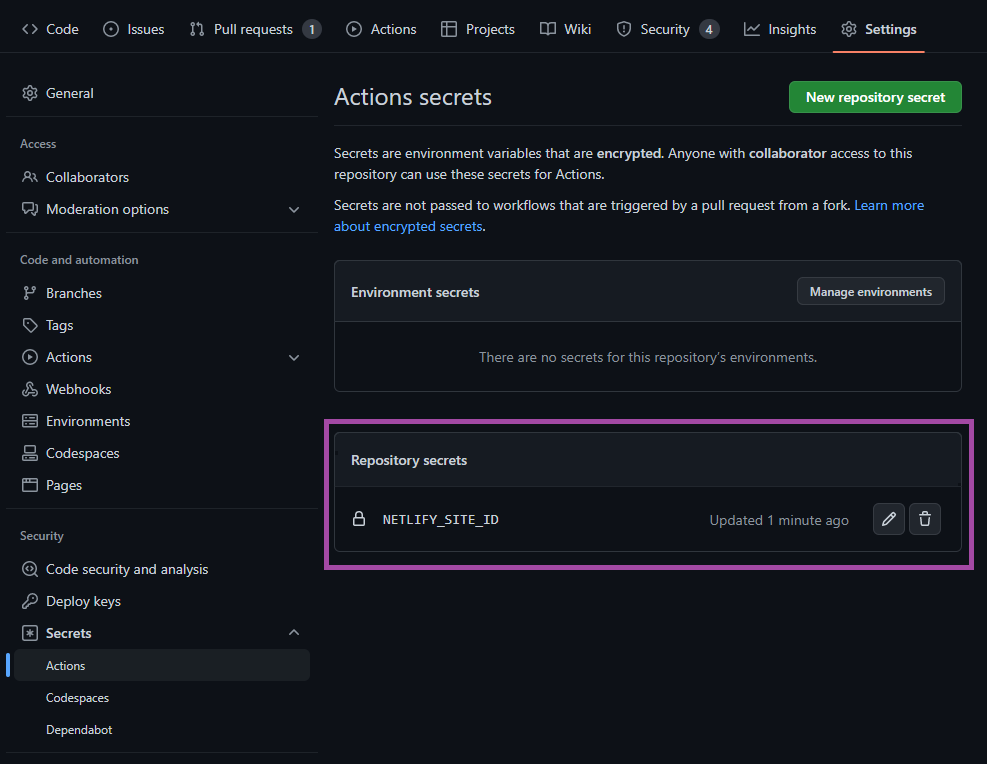 Code Issues Pull requests 1 Actions Projects Wiki Security 4 Insights Settings
General
Access
Collaborators
Moderation options
Code and automation
Branches
Tags
Actions
Webhooks
Environments
Codespaces
Pages
Security
Code security and analysis
Deploy keys
Secrets
Actions
Codespaces
Dependabot
Actions secrets
New repository secret
Secrets are environment variables that are encrypted. Anyone with collaborator access to this
repository can use these secrets for Actions.
Secrets are not passed to workflows that are triggered by a pull request from a fork. Learn more
about encrypted secrets.
Environment secrets
Manage environments
There are no secrets for this repository's environments.
Repository secrets
NETLIFY_SITE_ID
Updated 1 minute ago